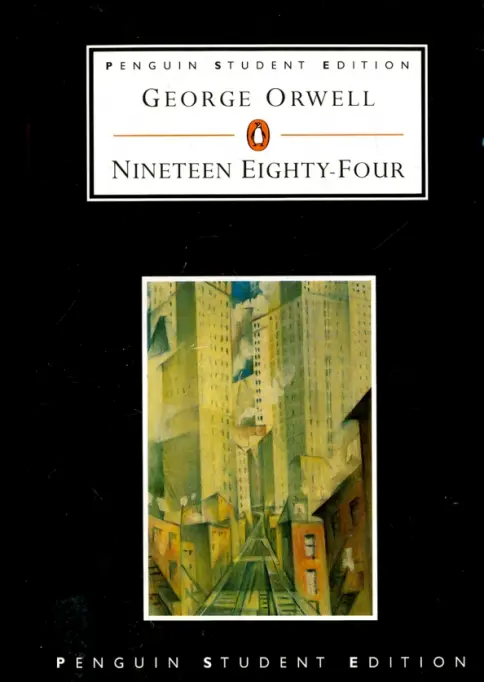 PENGUIN STUDENT EDITION
GEORGE ORWELL
NINETEEN EIGHTY-FOUR
PENGUIN STUDENT EDITION